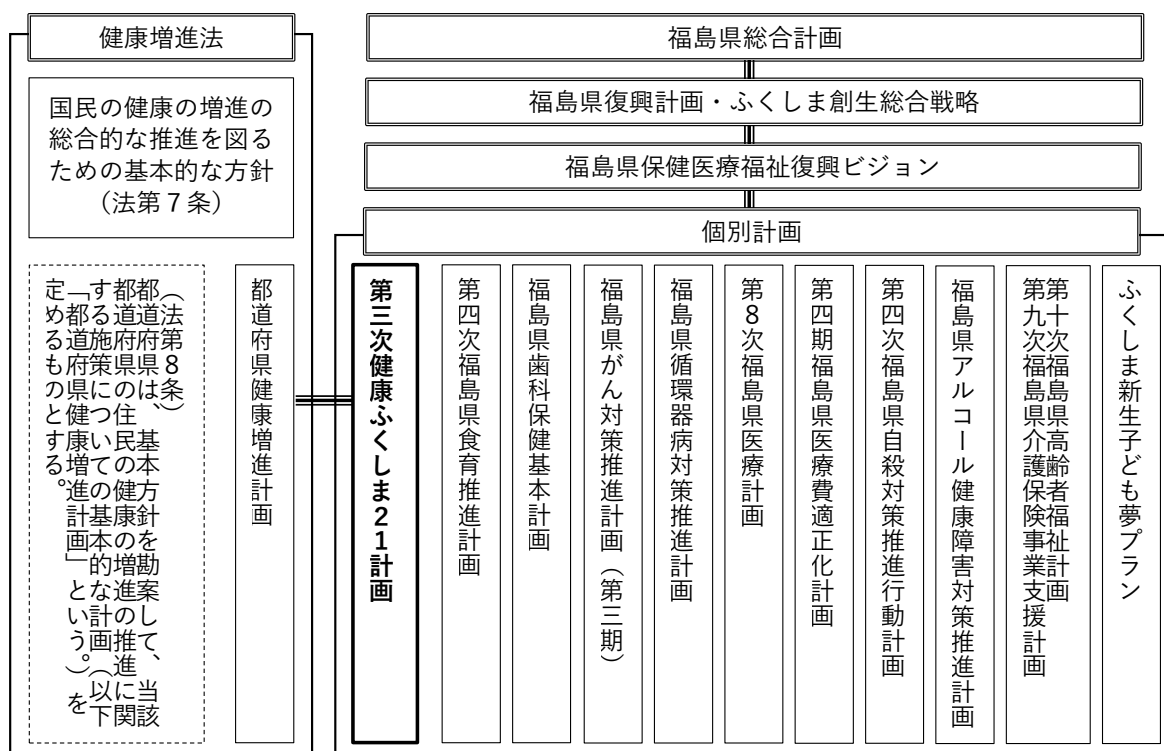 健康増進法
国民の健康の増進の
総合的な推進を図る
ための基本的な方針
（法第７条）
都道府県健康増進計画
（法第８条）
都道府県は、基本方針を勘案して、当該
都道府県の住民の健康の増進の推進に関
する施策についての基本的な計画（以下
「都道府県健康増進計画」という。）を
定めるものとする。
福島県総合計画
福島県復興計画・ふくしま創生総合戦略
福島県保健医療福祉復興ビジョン
個別計画
第三次健康ふくしま２１計画
第四次福島県食育推進計画
福島県歯科保健基本計画
福島県がん対策推進計画（第三期）
福島県循環器病対策推進計画
第８次福島県医療計画
第四期福島県医療費適正化計画
第四次福島県自殺対策推進行動計画
福島県アルコール健康障害対策推進計画
第十次福島県高齢者福祉計画
第九次福島県介護保険事業支援計画
ふくしま新生子ども夢プラン